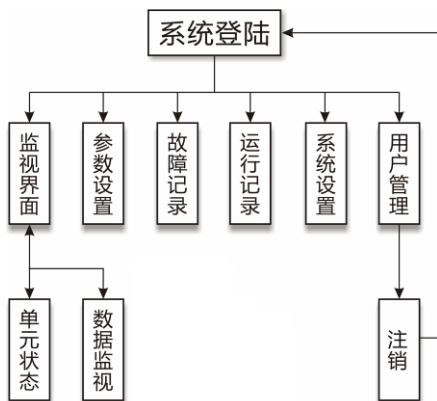 系统登陆
监视界面
参数设置
故障记录
运行记录
系统设置
用户管理
单元状态
数据监视
注销